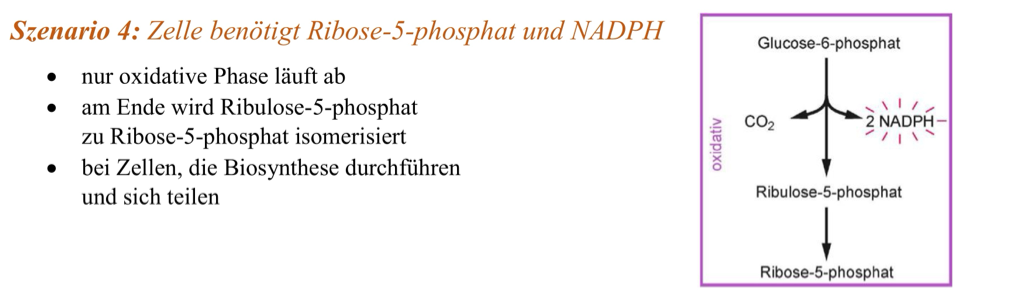 Szenario 4: Zelle benötigt Ribose-5-phosphat und NADPH
• nur oxidative Phase läuft ab
• am Ende wird Ribulose-5-phosphat
zu Ribose-5-phosphat isomerisiert
• bei Zellen, die Biosynthese durchführen
und sich teilen
oxidativ
Glucose-6-phosphat
CO₂
2 NADPH
Ribulose-5-phosphat
Ribose-5-phosphat